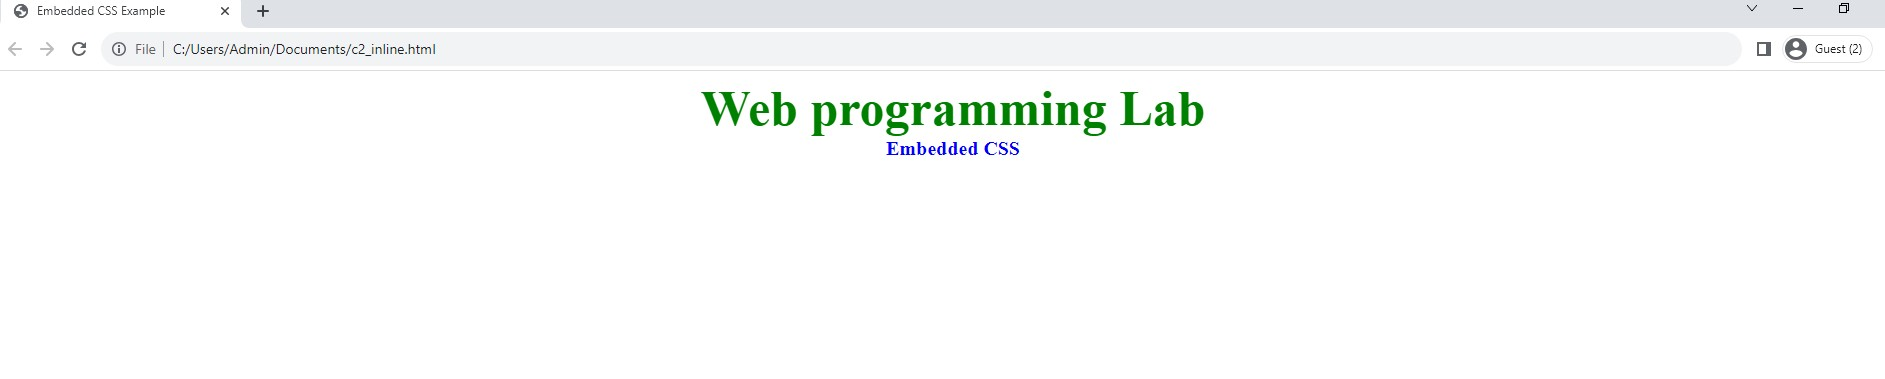 Embedded CSS Example
File | C:/Users/Admin/Documents/c2_inline.html
Guest (2)
Web programming Lab
Embedded CSS